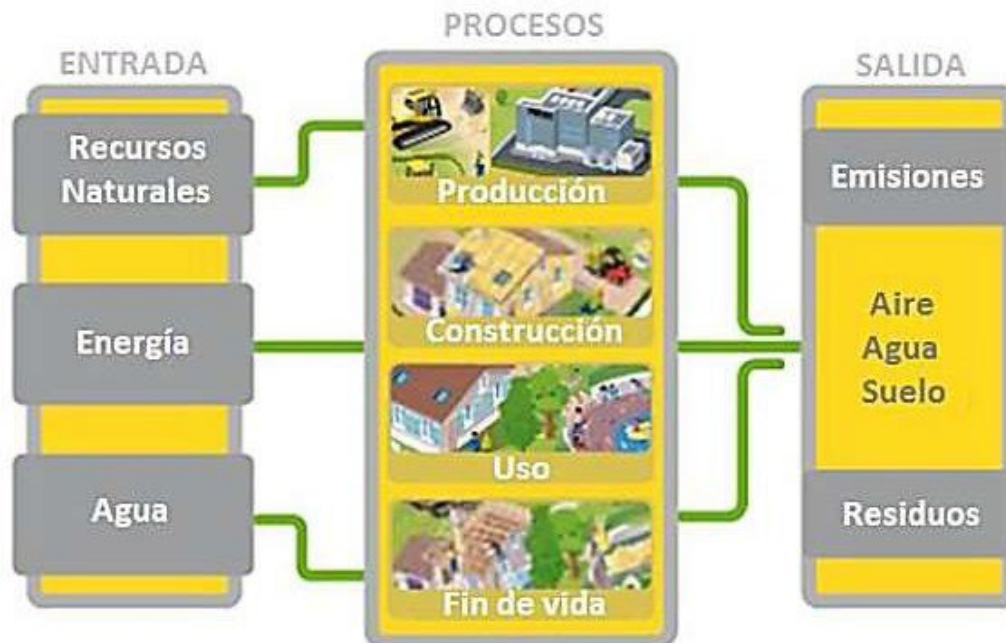 ENTRADA
Recursos
Naturales
Energía
Agua
PROCESOS
Producción
Construcción
Uso
Fin de vida
SALIDA
Emisiones
Aire
Agua
Suelo
Residuos